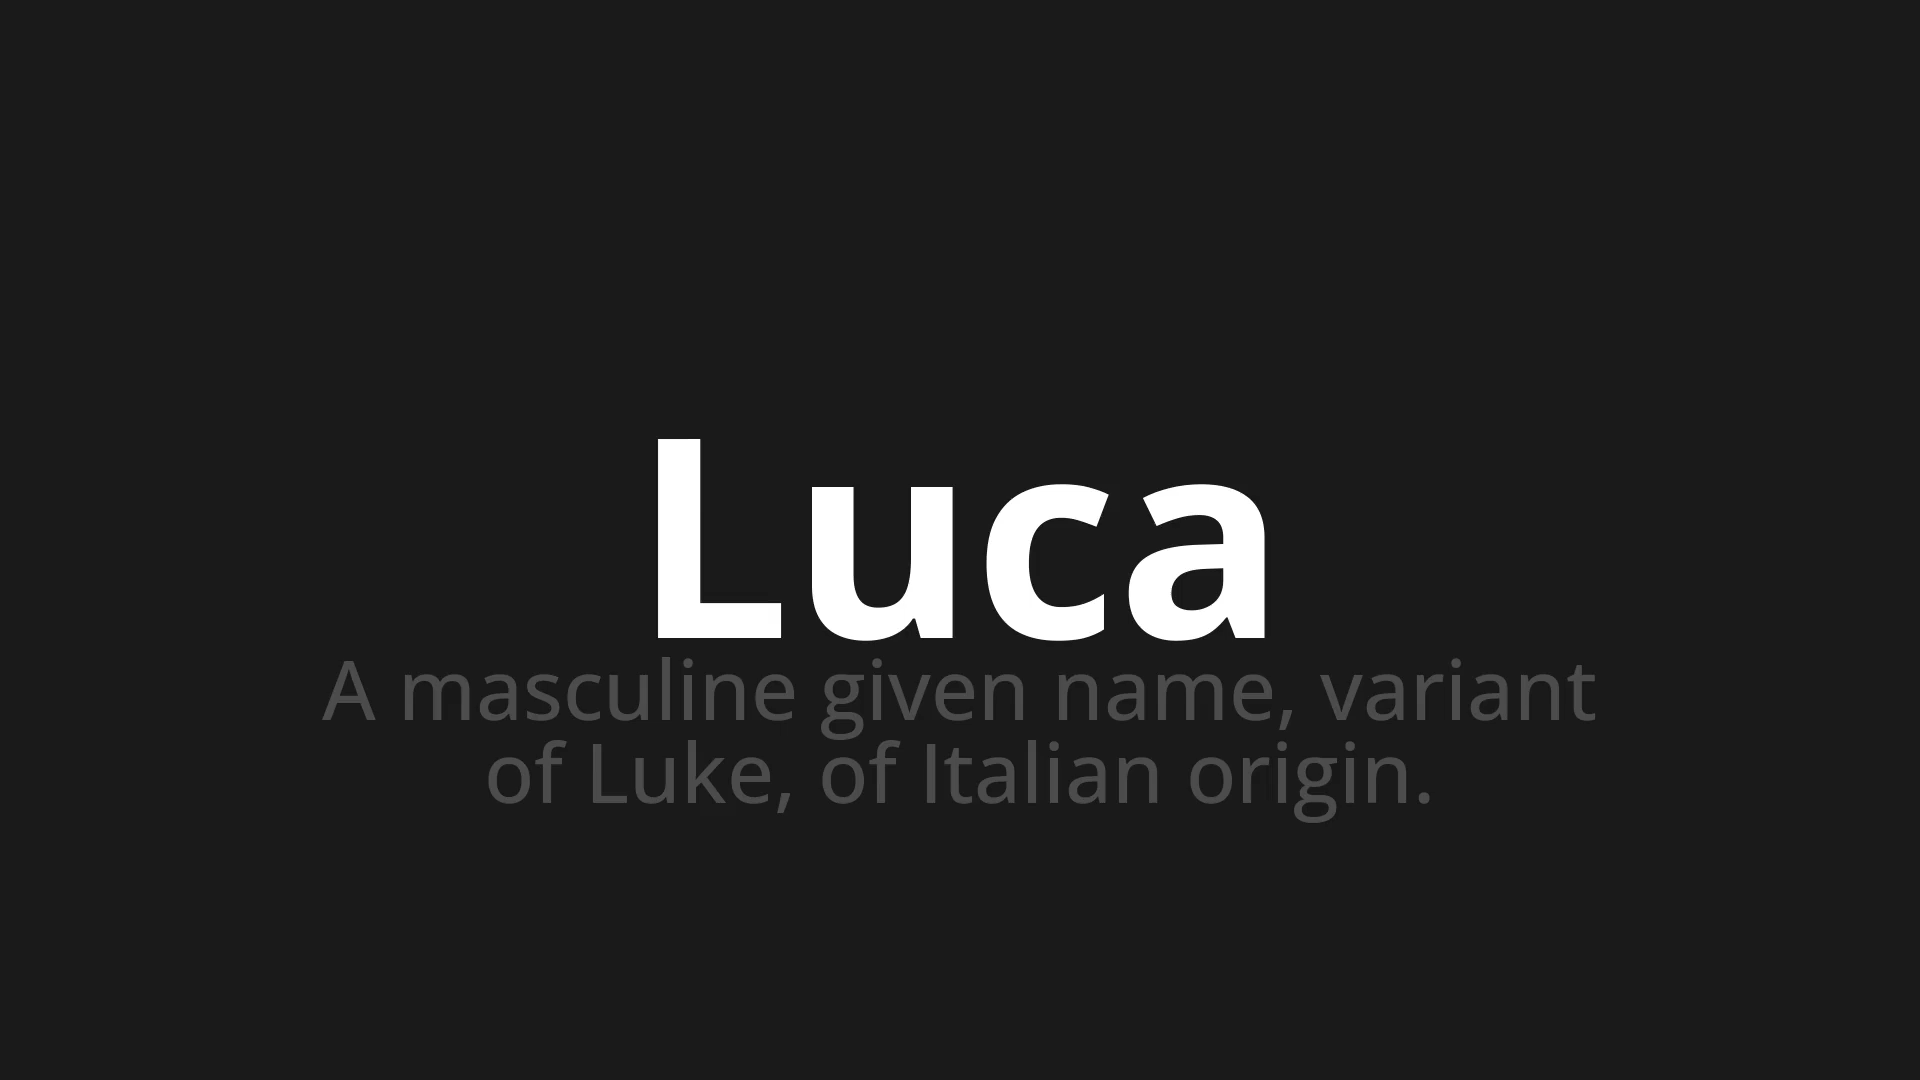 Luca
A masculine given name, variant
of Luke, of Italian origin.